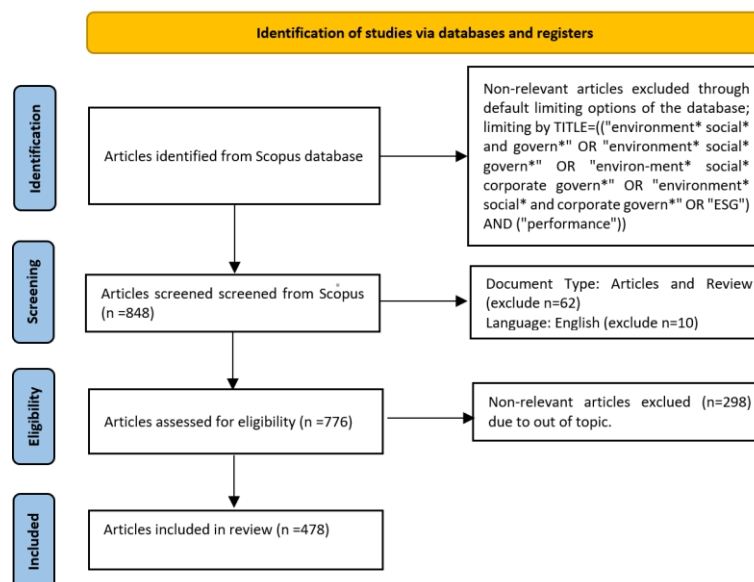 Identification of studies via databases and registers
Identification
Articles identified from Scopus database
Non-relevant articles excluded through
default limiting options of the database;
limiting by TITLE=(("environment* social*
and govern*" OR "environment* social*
govern*" OR "environ-ment* social*
corporate govern*" OR "environment*
social* and corporate govern*" OR "ESG")
AND ("performance"))
Screening
Articles screened screened from Scopus
(n =848)
Document Type: Articles and Review
(exclude n=62)
Language: English (exclude n=10)
Eligibility
Articles assessed for eligibility (n =776)
Non-relevant articles exclued (n=298)
due to out of topic.
Included
Articles included in review (n =478)